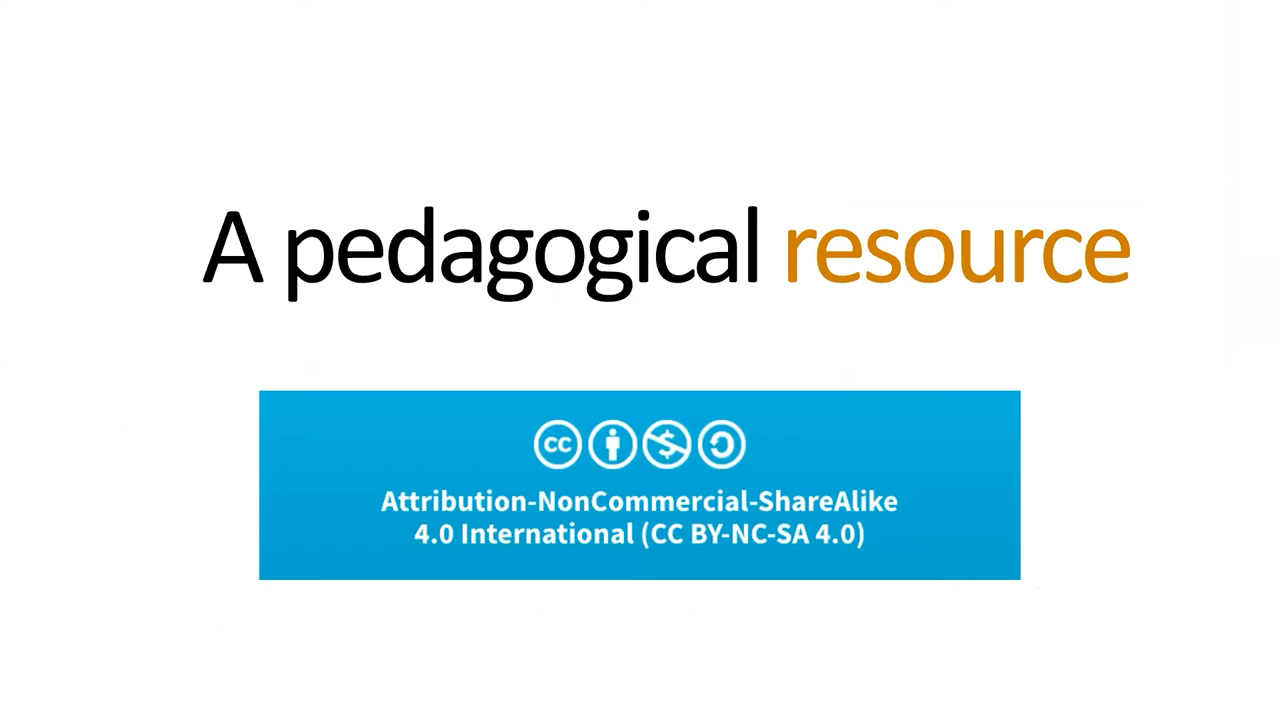 A pedagogical resource
Attribution-NonCommercial-ShareAlike
4.0 International (CC BY-NC-SA 4.0)